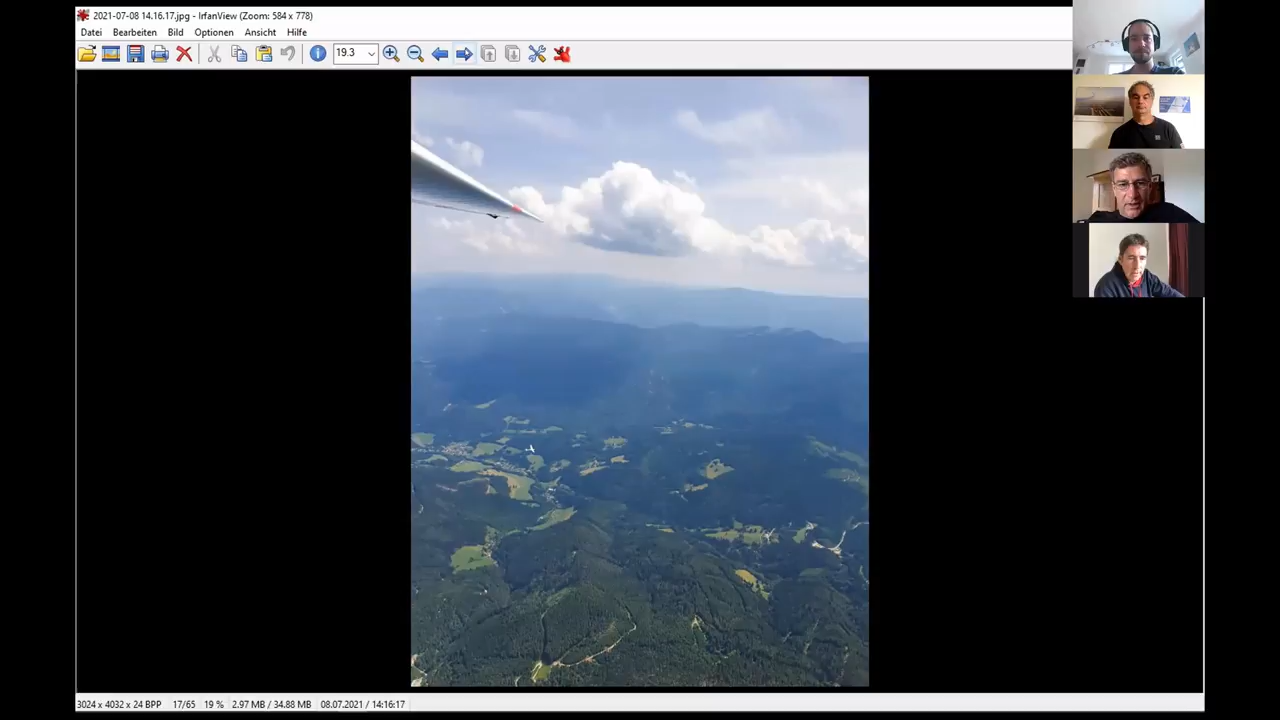 2021-07-08 14.16.17.jpg - IrfanView (Zoom: 584 x 778)
Datei Bearbeiten Bild Optionen Ansicht Hilfe
19.3
3024 x 4032 x 24 BPP 17/65 19 % 2.97 MB / 34.88 MB 08.07.2021 / 14:16:17